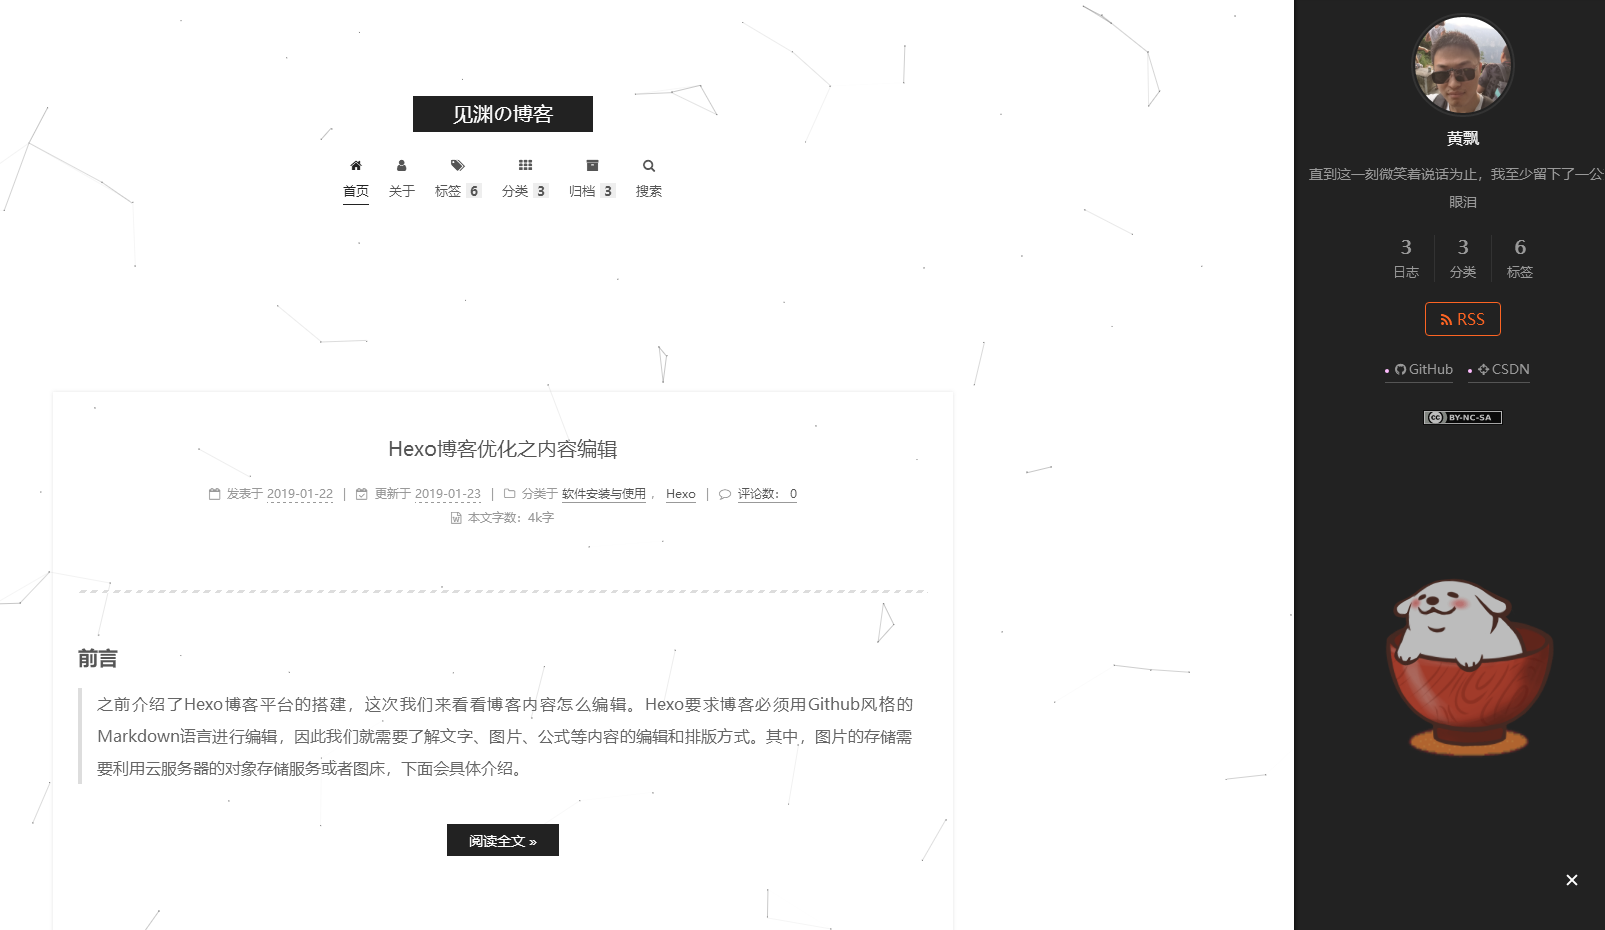 见渊の博客
首页 关于 标签 6 分类 3 归档 3 搜索
Hexo博客优化之内容编辑
发表于 2019-01-22 | 更新于 2019-01-23 | 分类于 软件安装与使用 ， Hexo | 评论数： 0
本文字数：4k字
前言
之前介绍了Hexo博客平台的搭建，这次我们来看看博客内容怎么编辑。Hexo要求博客必须用Github风格的
Markdown语言进行编辑，因此我们就需要了解文字、图片、公式等内容的编辑和排版方式。其中，图片的存储需
要利用云服务器的对象存储服务或者图床，下面会具体介绍。
阅读全文 »
黄飘
直到这一刻微笑着说话为止，我至少留下了一公
眼泪
3 3 6
日志 分类 标签
RSS
GitHub CSDN
cc BY-NC-SA